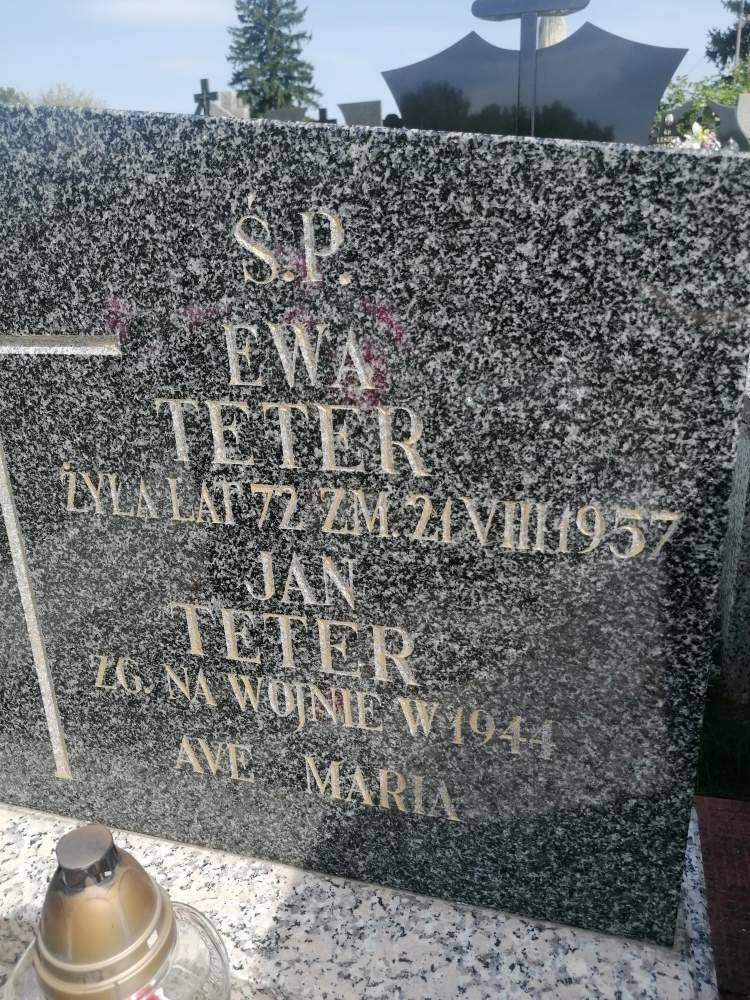 Ś.P.
EWA
TETER
ŻYŁA LAT 72 ZM. 21 VIII 1957
JAN
TETER
ZG. NA WOJNIE W 1944
AVE MARIA